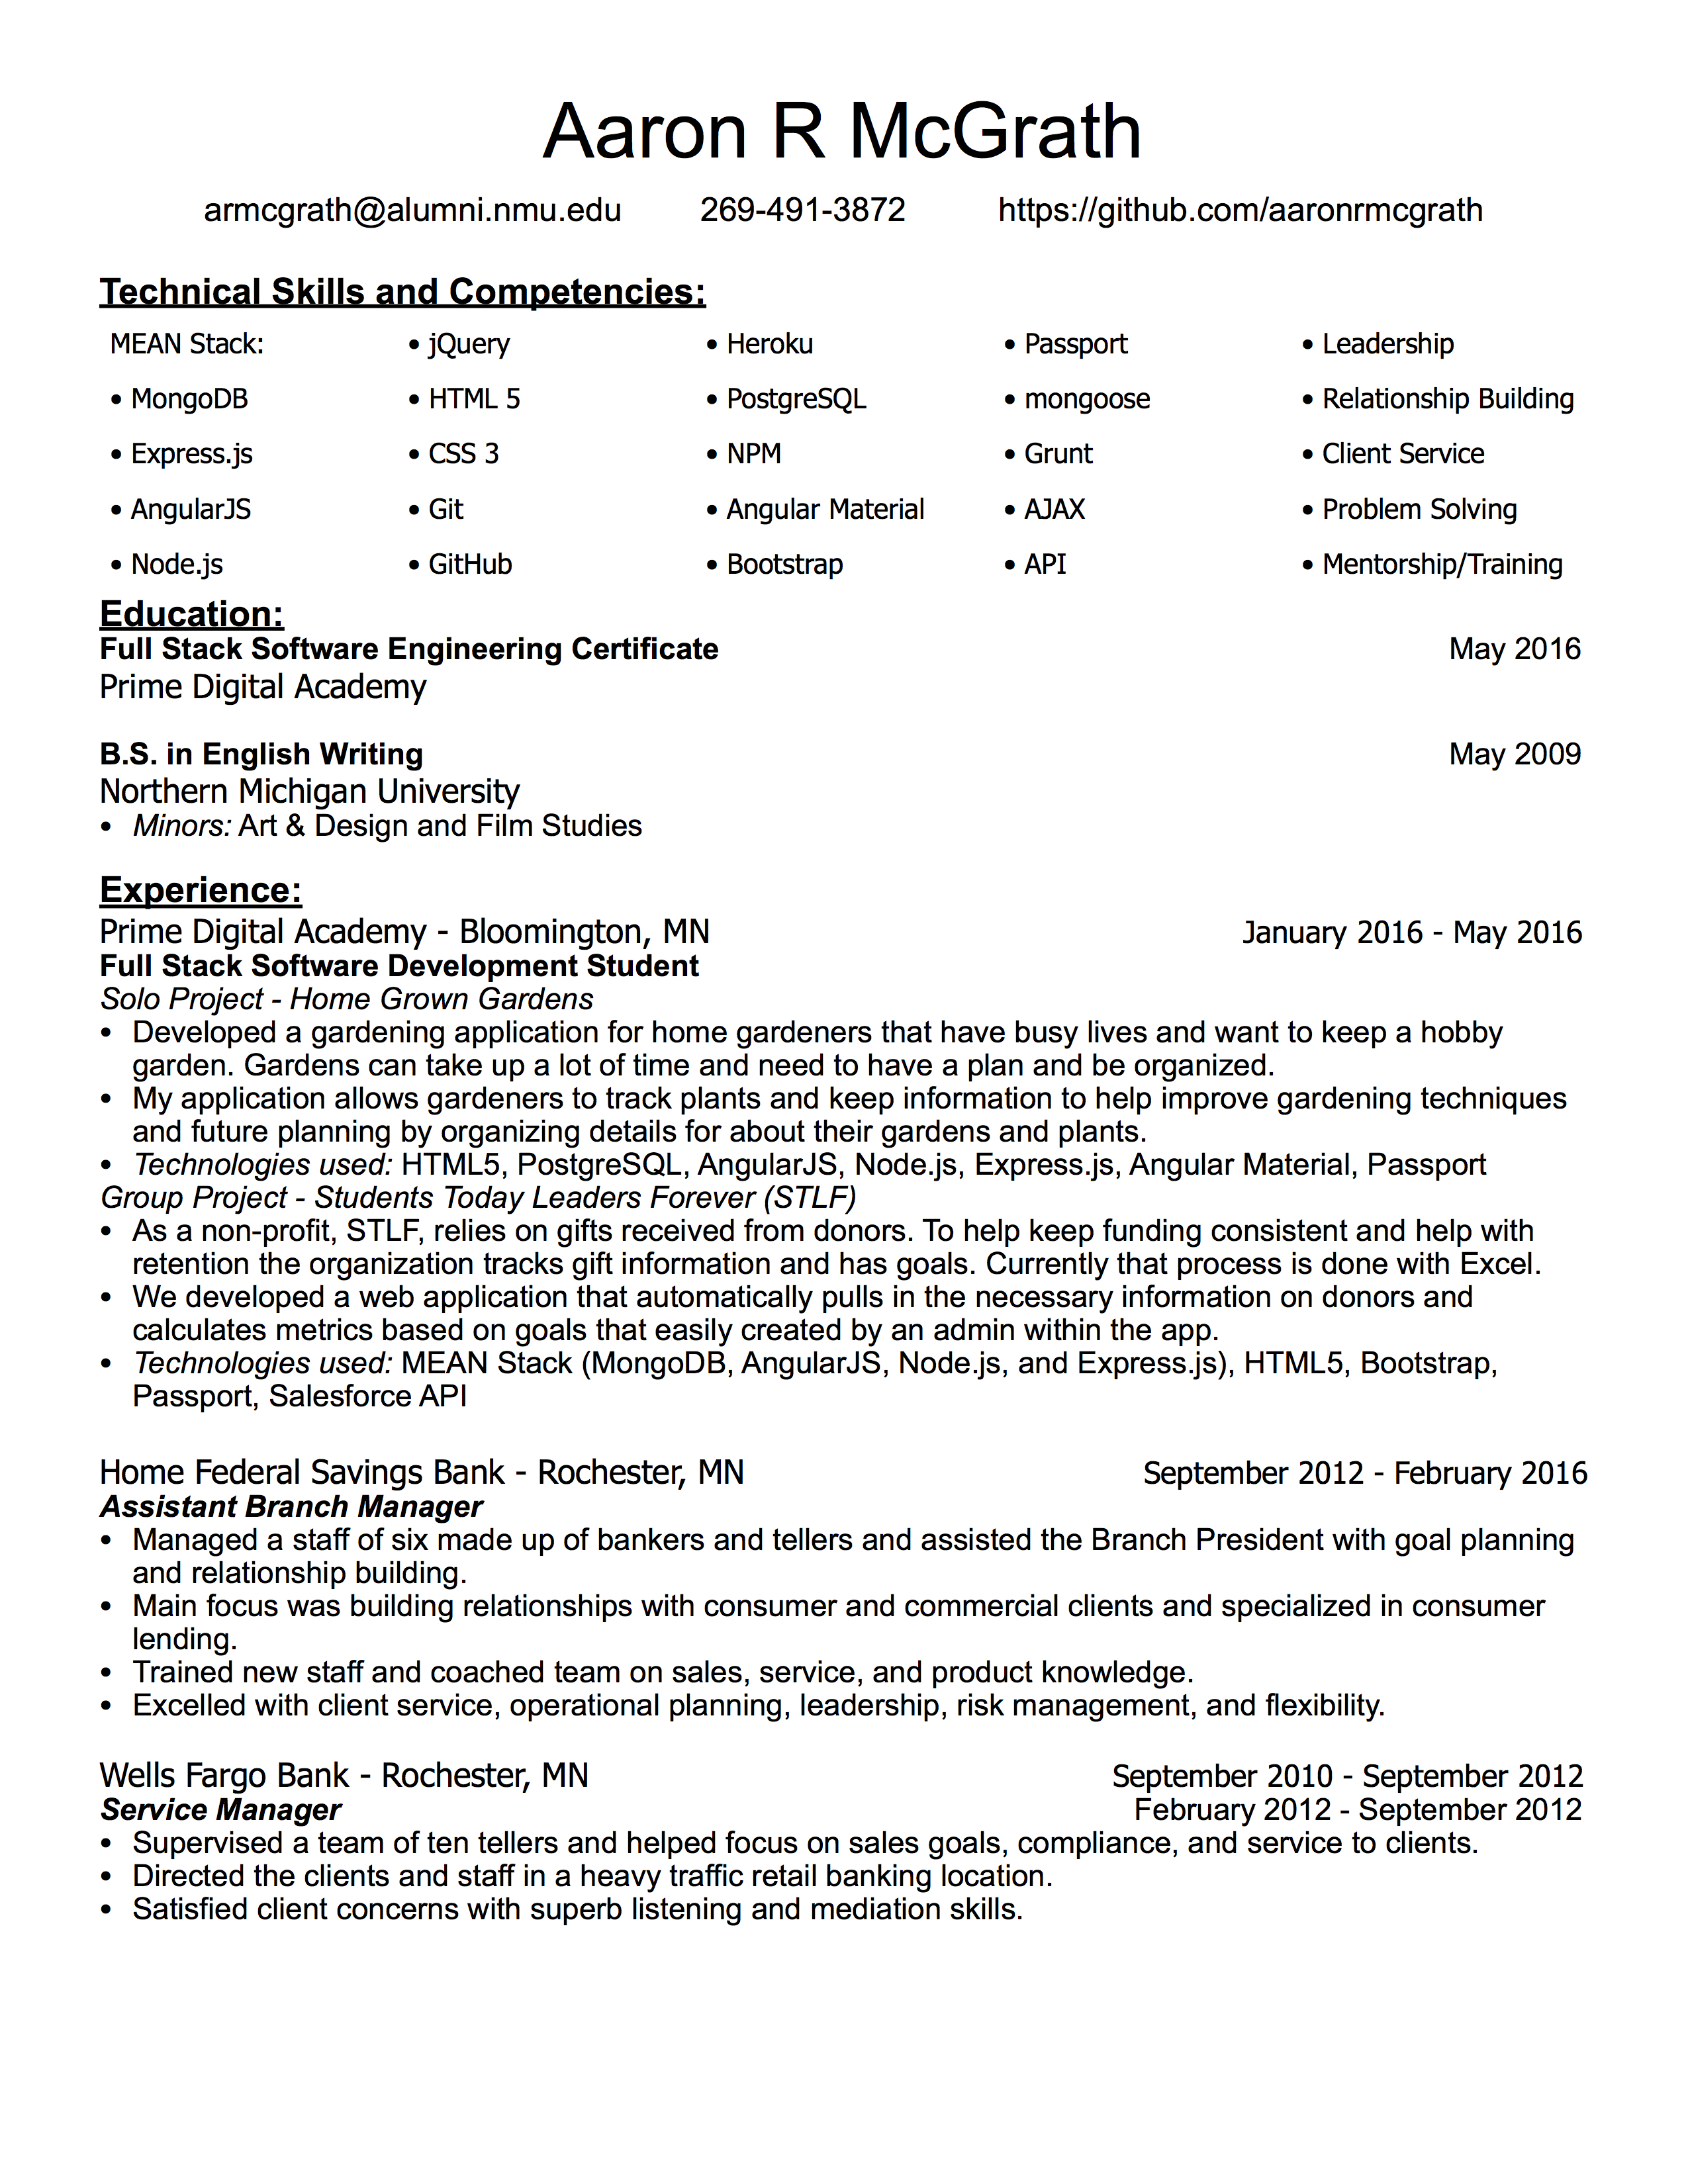 Aaron R McGrath
armcgrath@alumni.nmu.edu 269-491-3872 https://github.com/aaronrmcgrath
Technical Skills and Competencies:
MEAN Stack: • jQuery • Heroku • Passport • Leadership
• MongoDB • HTML 5 • PostgreSQL • mongoose • Relationship Building
• Express.js • CSS 3 • NPM • Grunt • Client Service
• AngularJS • Git • Angular Material • AJAX • Problem Solving
• Node.js • GitHub • Bootstrap • API • Mentorship/Training
Education:
Full Stack Software Engineering Certificate May 2016
Prime Digital Academy
B.S. in English Writing May 2009
Northern Michigan University
• Minors: Art & Design and Film Studies
Experience:
Prime Digital Academy - Bloomington, MN January 2016 - May 2016
Full Stack Software Development Student
Solo Project - Home Grown Gardens
• Developed a gardening application for home gardeners that have busy lives and want to keep a hobby
garden. Gardens can take up a lot of time and need to have a plan and be organized.
• My application allows gardeners to track plants and keep information to help improve gardening techniques
and future planning by organizing details for about their gardens and plants.
• Technologies used: HTML5, PostgreSQL, AngularJS, Node.js, Express.js, Angular Material, Passport
Group Project - Students Today Leaders Forever (STLF)
• As a non-profit, STLF, relies on gifts received from donors. To help keep funding consistent and help with
retention the organization tracks gift information and has goals. Currently that process is done with Excel.
• We developed a web application that automatically pulls in the necessary information on donors and
calculates metrics based on goals that easily created by an admin within the app.
• Technologies used: MEAN Stack (MongoDB, AngularJS, Node.js, and Express.js), HTML5, Bootstrap,
Passport, Salesforce API
Home Federal Savings Bank - Rochester, MN September 2012 - February 2016
Assistant Branch Manager
• Managed a staff of six made up of bankers and tellers and assisted the Branch President with goal planning
and relationship building.
• Main focus was building relationships with consumer and commercial clients and specialized in consumer
lending.
• Trained new staff and coached team on sales, service, and product knowledge.
• Excelled with client service, operational planning, leadership, risk management, and flexibility.
Wells Fargo Bank - Rochester, MN September 2010 - September 2012
Service Manager February 2012 - September 2012
• Supervised a team of ten tellers and helped focus on sales goals, compliance, and service to clients.
• Directed the clients and staff in a heavy traffic retail banking location.
• Satisfied client concerns with superb listening and mediation skills.